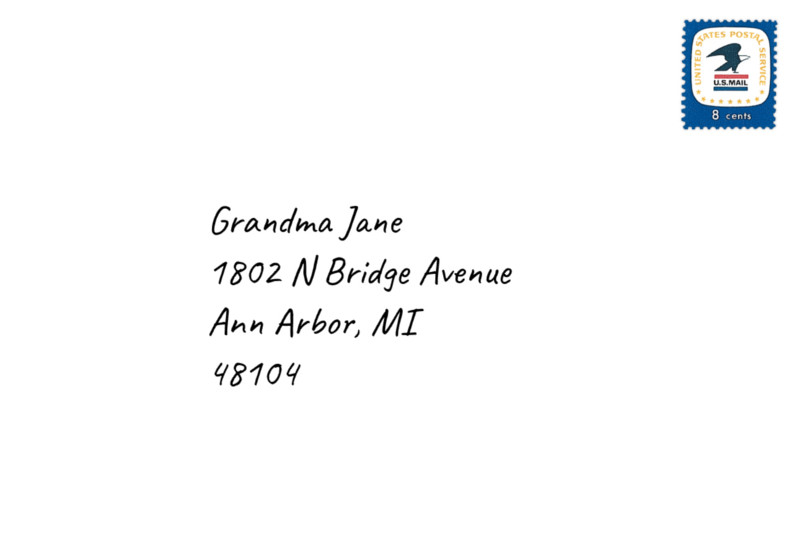 UNITED STATES POSTAL SERVICE
U.S.MAIL
8 cents
Grandma Jane
1802 N Bridge Avenue
Ann Arbor, MI
48104